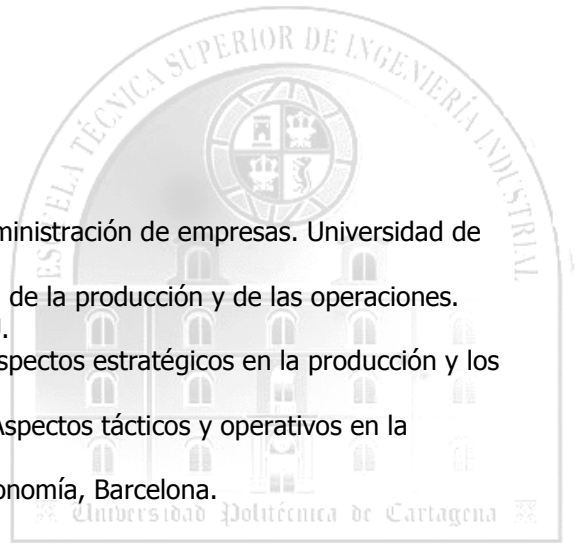 ESCUELA TÉCNICA SUPERIOR DE INGENIERÍA INDUSTRIAL
ministración de empresas. Universidad de
de la producción y de las operaciones.
spectos estratégicos en la producción y los
Aspectos tácticos y operativos en la
onomía, Barcelona.
Universidad Politécnica de Cartagena